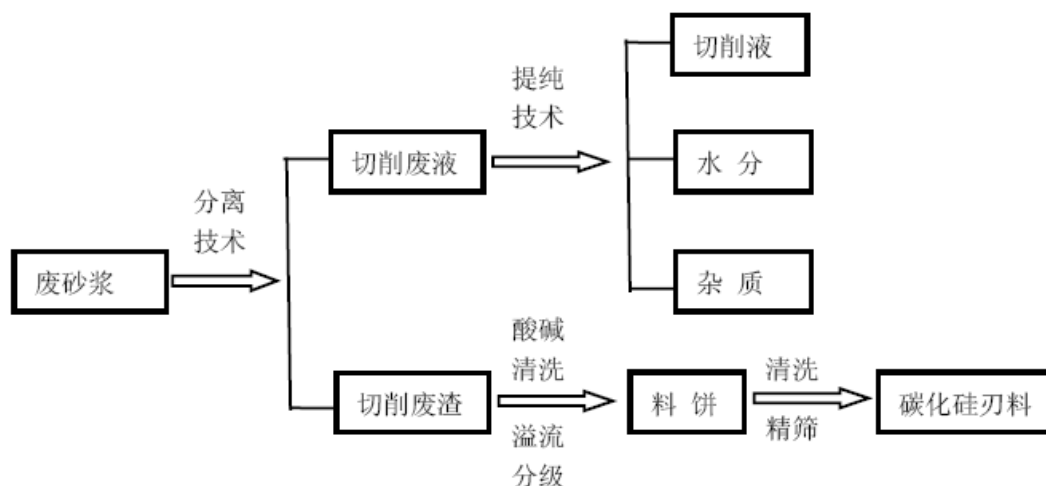 切削液
提纯
技术
切削废液
水 分
分离
技术
废砂浆
杂 质
酸碱
清洗
切削废渣
料 饼
清洗
精筛
碳化硅刃料
溢流
分级